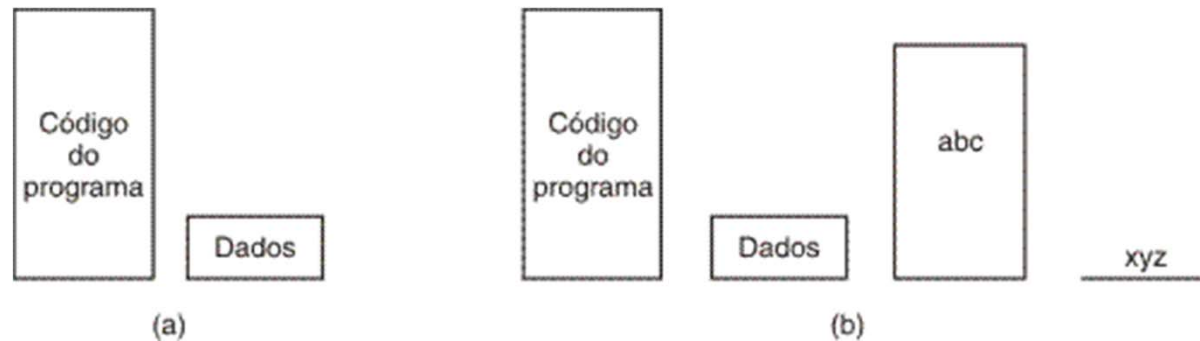 Código
do
programa
Dados
(a)
Código
do
programa
Dados
abc
xyz
(b)